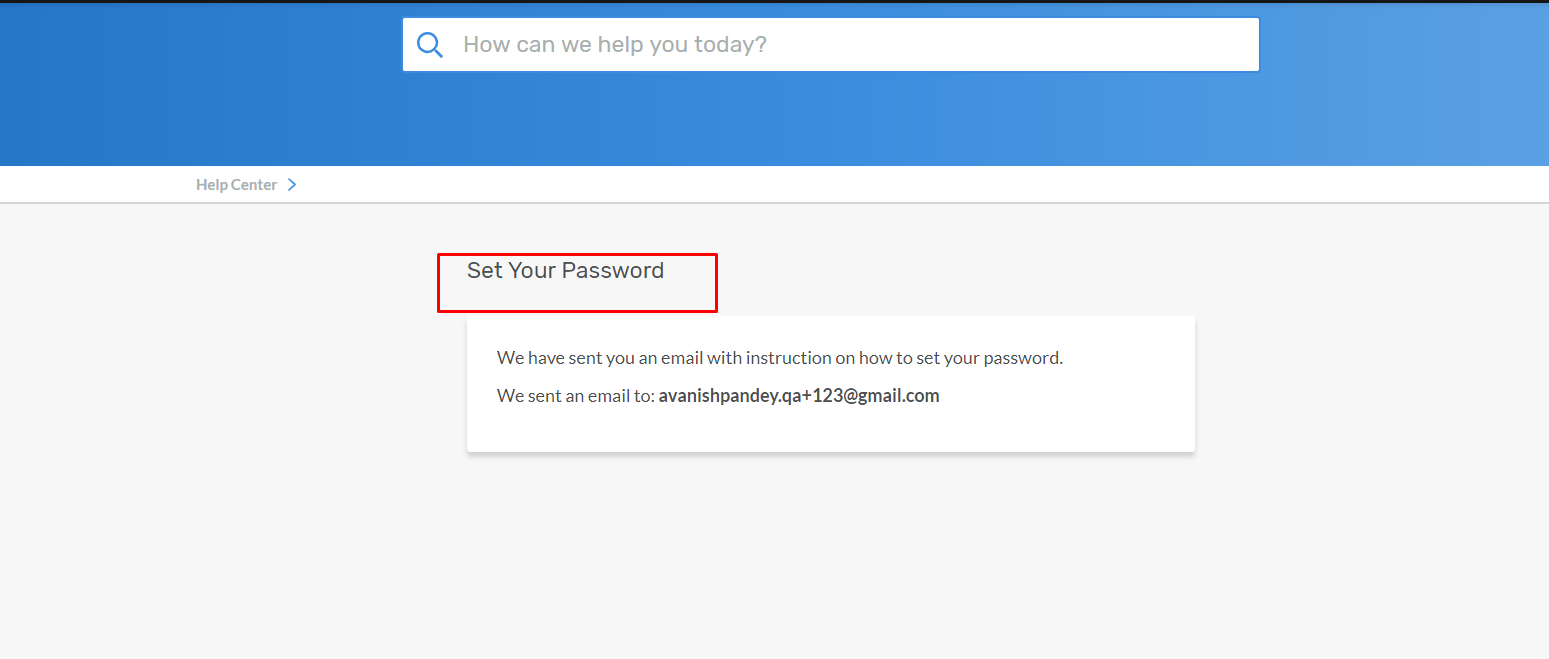 How can we help you today?
Help Center
Set Your Password
We have sent you an email with instruction on how to set your password.
We sent an email to: avanishpandey.qa+123@gmail.com